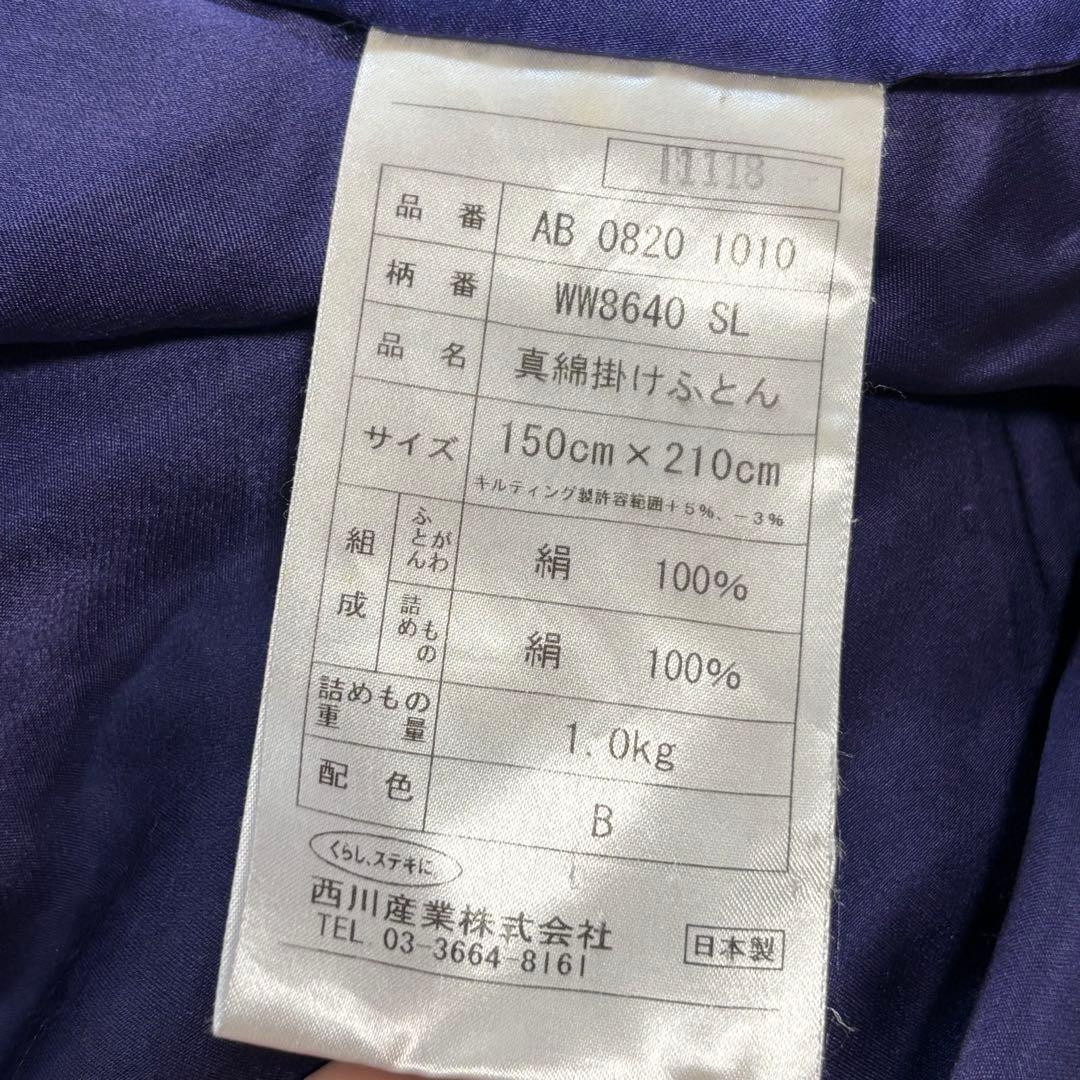 11118
品番 AB 0820 1010
柄番 WW8640 SL
品名 真綿掛けふとん
サイズ 150cm×210cm
キルティング製許容範囲+5%、-3%
組成 ふとんがわ 絹 100%
詰めもの 絹 100%
詰めもの重量 1.0kg
配色 B
くらし、ステキに。
西川産業株式会社
TEL 03-3664-8161
日本製